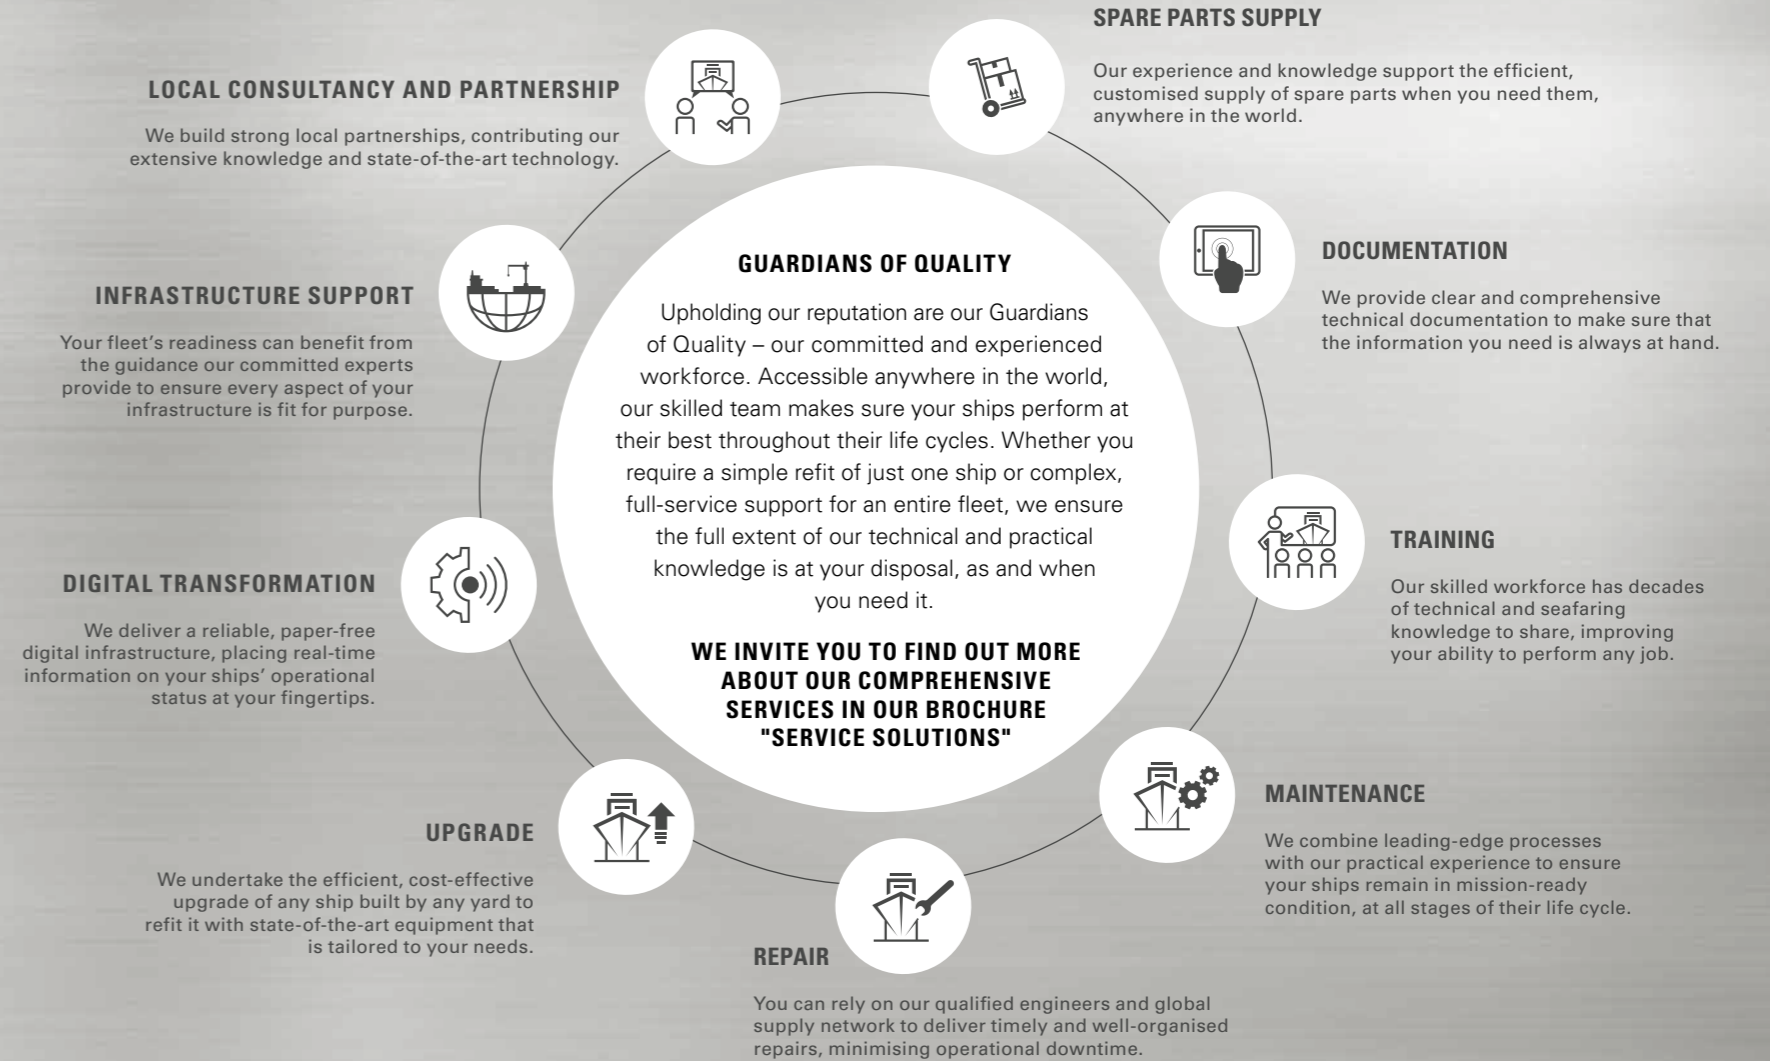 SPARE PARTS SUPPLY
Our experience and knowledge support the efficient,
customised supply of spare parts when you need them,
anywhere in the world.
DOCUMENTATION
We provide clear and comprehensive
technical documentation to make sure that
the information you need is always at hand.
TRAINING
Our skilled workforce has decades
of technical and seafaring
knowledge to share, improving
your ability to perform any job.
MAINTENANCE
We combine leading-edge processes
with our practical experience to ensure
your ships remain in mission-ready
condition, at all stages of their life cycle.
REPAIR
You can rely on our qualified engineers and global
supply network to deliver timely and well-organised
repairs, minimising operational downtime.
UPGRADE
We undertake the efficient, cost-effective
upgrade of any ship built by any yard to
refit it with state-of-the-art equipment that
is tailored to your needs.
DIGITAL TRANSFORMATION
We deliver a reliable, paper-free
digital infrastructure, placing real-time
information on your ships’ operational
status at your fingertips.
INFRASTRUCTURE SUPPORT
Your fleet’s readiness can benefit from
the guidance our committed experts
provide to ensure every aspect of your
infrastructure is fit for purpose.
LOCAL CONSULTANCY AND PARTNERSHIP
We build strong local partnerships, contributing our
extensive knowledge and state-of-the-art technology.
GUARDIANS OF QUALITY
Upholding our reputation are our Guardians
of Quality – our committed and experienced
workforce. Accessible anywhere in the world,
our skilled team makes sure your ships perform at
their best throughout their life cycles. Whether you
require a simple refit of just one ship or complex,
full-service support for an entire fleet, we ensure
the full extent of our technical and practical
knowledge is at your disposal, as and when
you need it.
WE INVITE YOU TO FIND OUT MORE
ABOUT OUR COMPREHENSIVE
SERVICES IN OUR BROCHURE
"SERVICE SOLUTIONS"